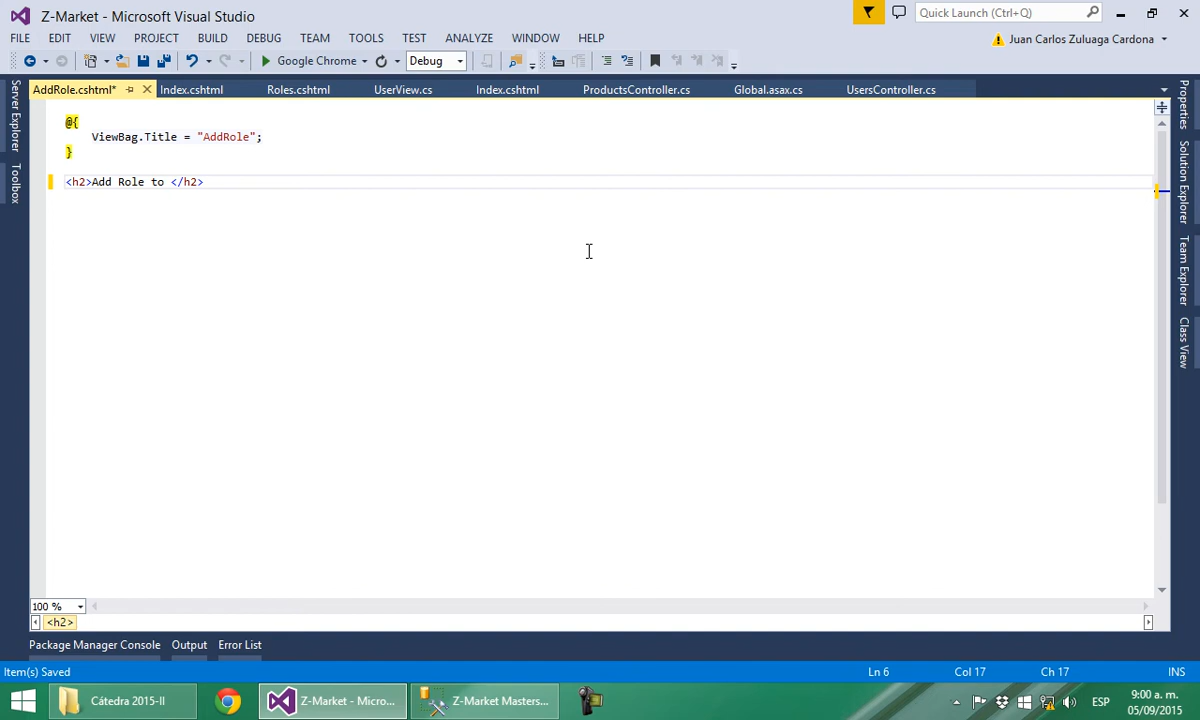 Z-Market - Microsoft Visual Studio
Quick Launch (Ctrl+Q)
FILE EDIT VIEW PROJECT BUILD DEBUG TEAM TOOLS TEST ANALYZE WINDOW HELP
Juan Carlos Zuluaga Cardona
Google Chrome
Debug
AddRole.cshtml* Index.cshtml Roles.cshtml UserView.cs Index.cshtml ProductsController.cs Global.asax.cs UsersController.cs
Server Explorer
Toolbox
@{
ViewBag.Title = "AddRole";
}
<h2>Add Role to </h2>
Properties
Solution Explorer
Team Explorer
Class View
100 %
<h2>
Package Manager Console Output Error List
Item(s) Saved
Ln 6
Col 17
Ch 17
INS
Cátedra 2015-II
Z-Market - Micro...
Z-Market Masters...
ESP
9:00 a. m.
05/09/2015